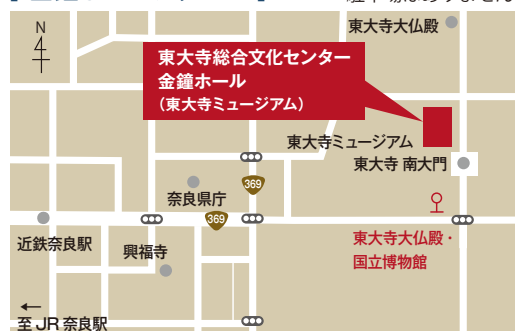 N
東大寺大仏殿
東大寺総合文化センター
金鐘ホール
(東大寺ミュージアム)
東大寺ミュージアム
東大寺 南大門
369
奈良県庁
369
近鉄奈良駅
興福寺
東大寺大仏殿・
国立博物館
←
至 JR 奈良駅